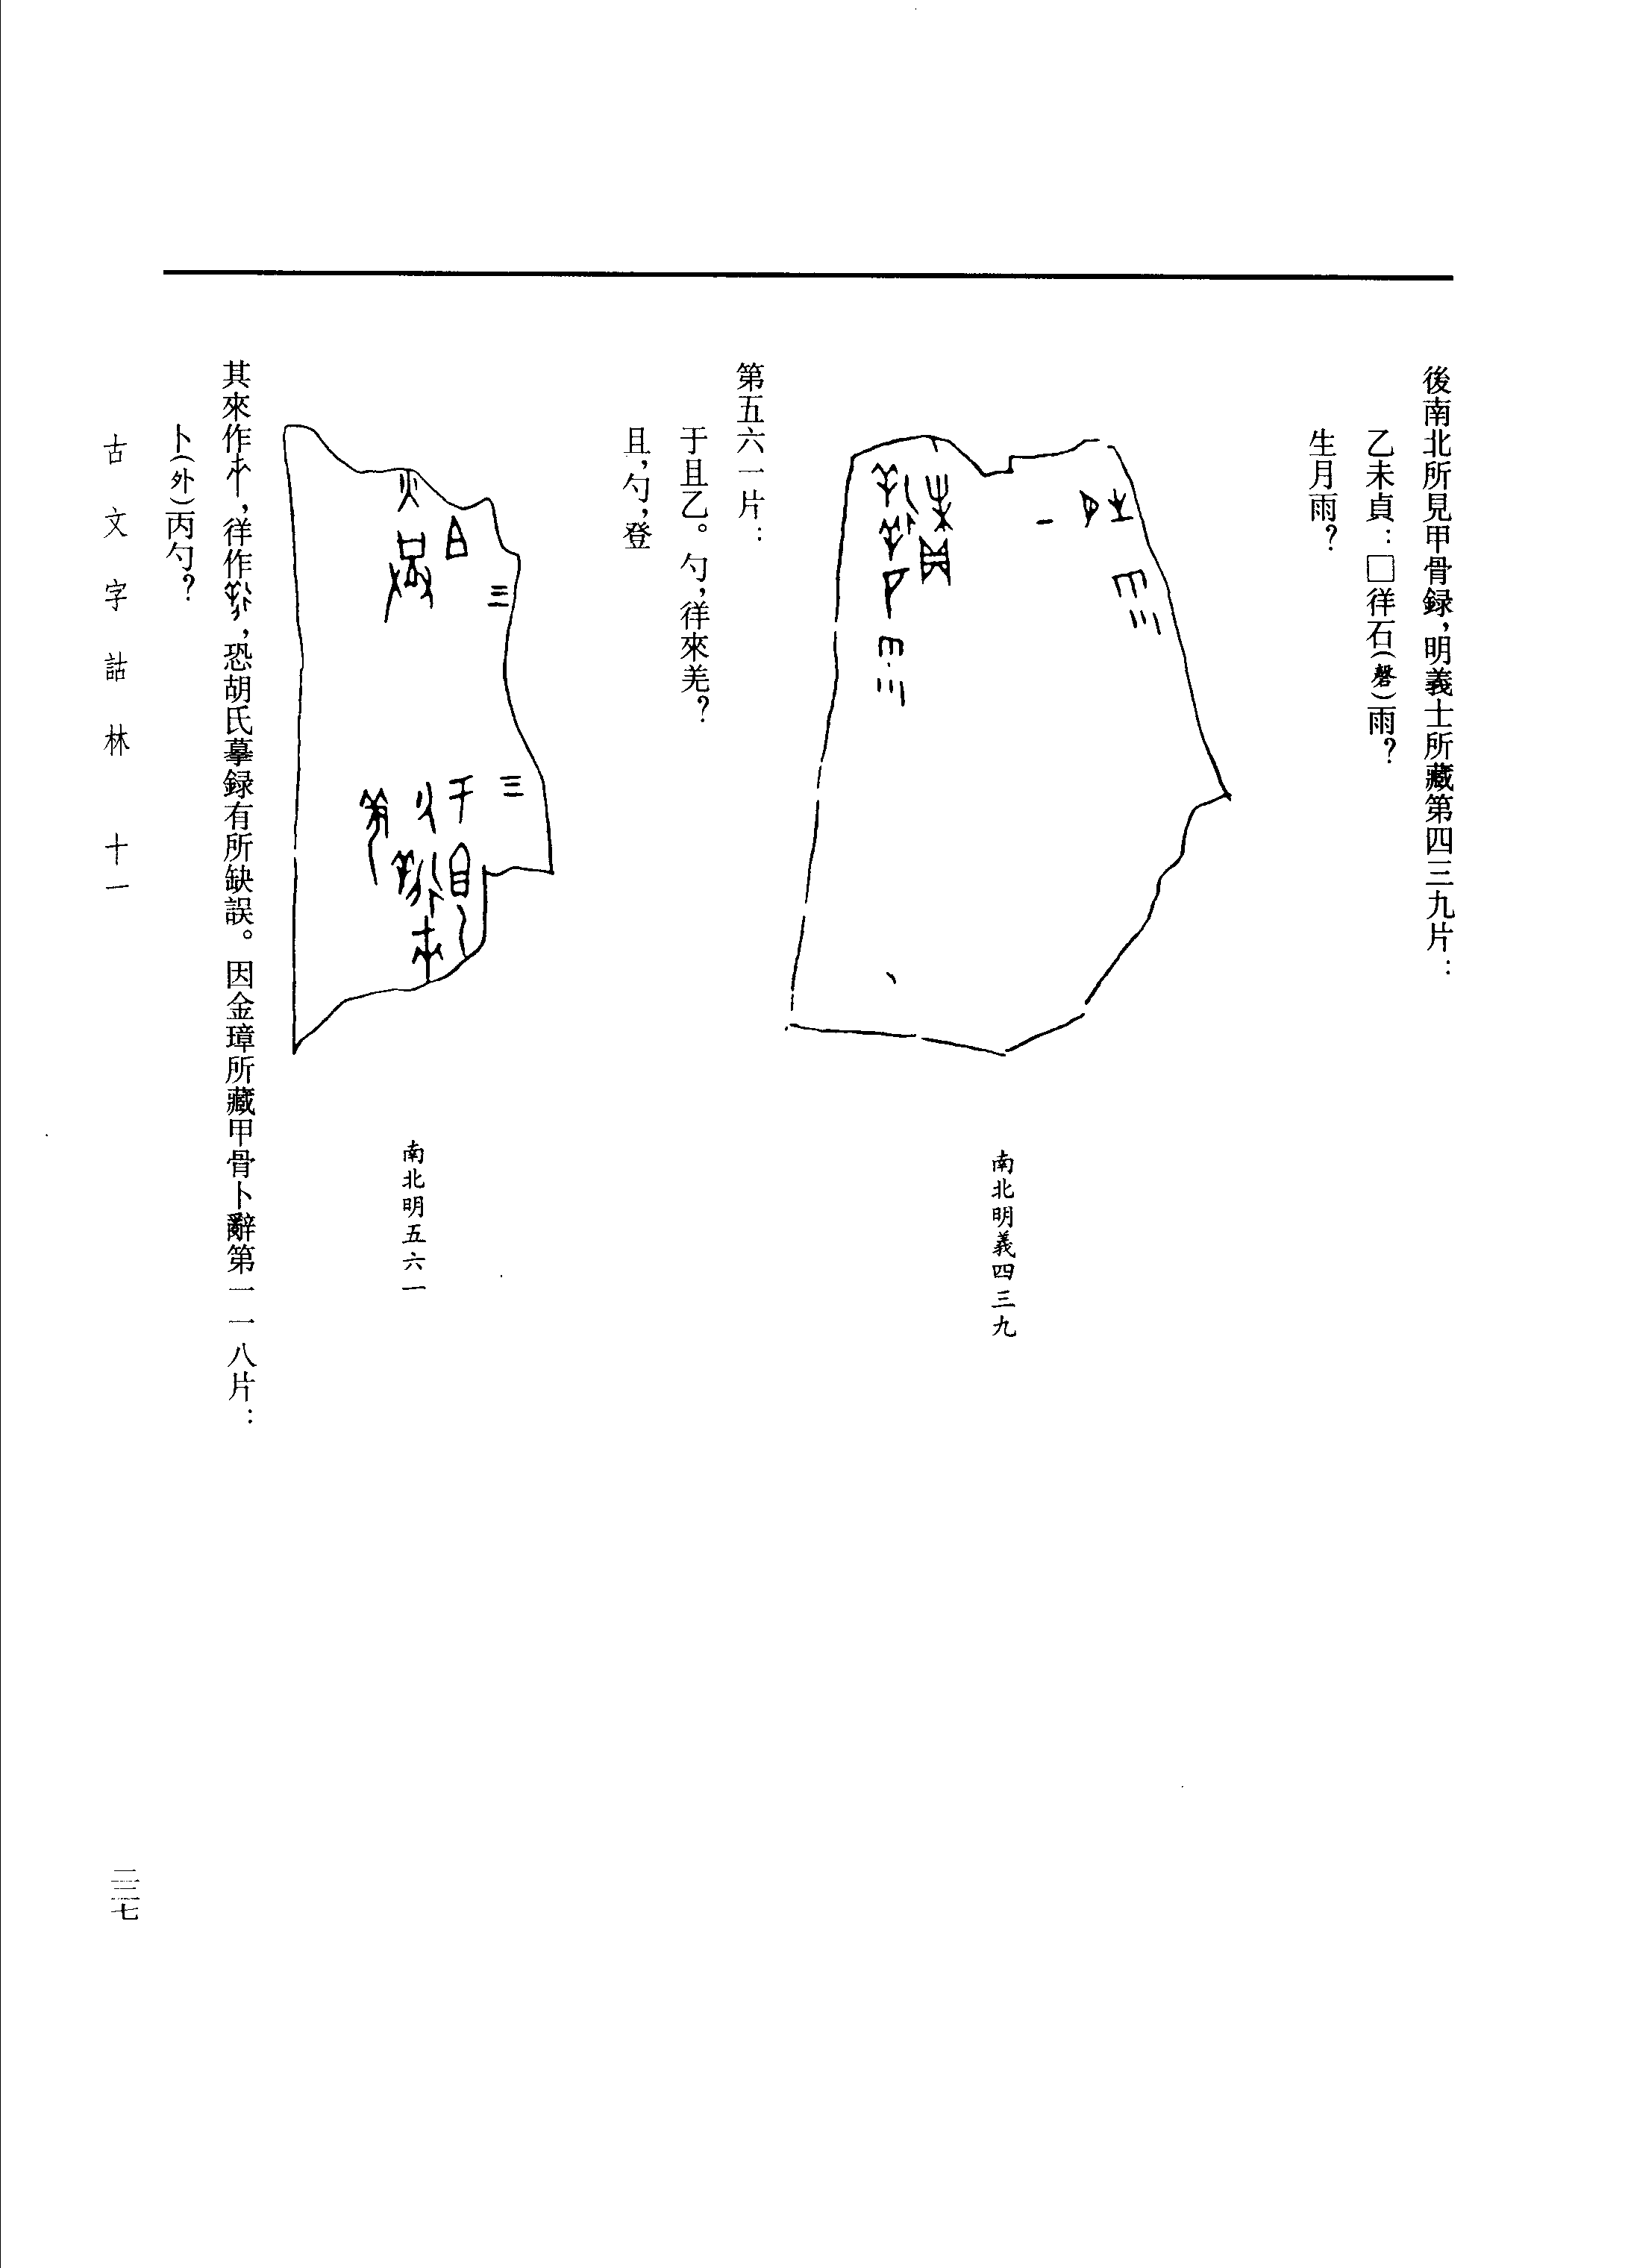 後南北所見甲骨録，明義士所藏第四三九片：
乙未貞：□徉石（磬）雨？
生月雨？
南北明義四三九
第五六一片：
于且乙。勺，徉來羌？
且，勺，登
南北明五六一
其來作，徉作，恐胡氏摹録有所缺誤。因金璋所藏甲骨卜辭第一一八片：
卜（外）丙勺？
古文字詁林 十一
二二七